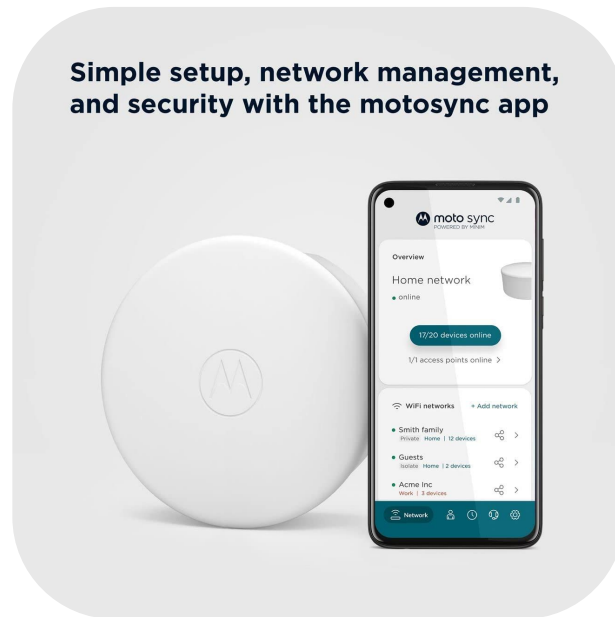 Simple setup, network management,
and security with the motosync app
moto sync
POWERED BY MINIM
Overview
Home network
online
17/20 devices online
1/1 access points online >
WiFi networks + Add network
Smith family
Private Home | 12 devices
Guests
Isolate Home | 2 devices
Acme Inc
Work | 3 devices
Network